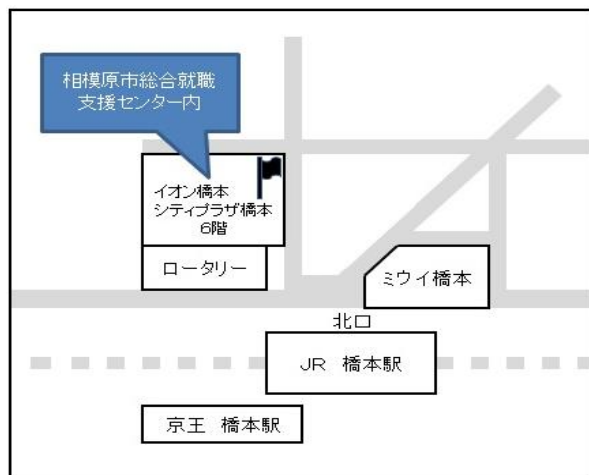 相模原市総合就職
支援センター内
イオン橋本
シティプラザ橋本
6階
ロータリー
ミウイ橋本
北口
JR 橋本駅
京王 橋本駅